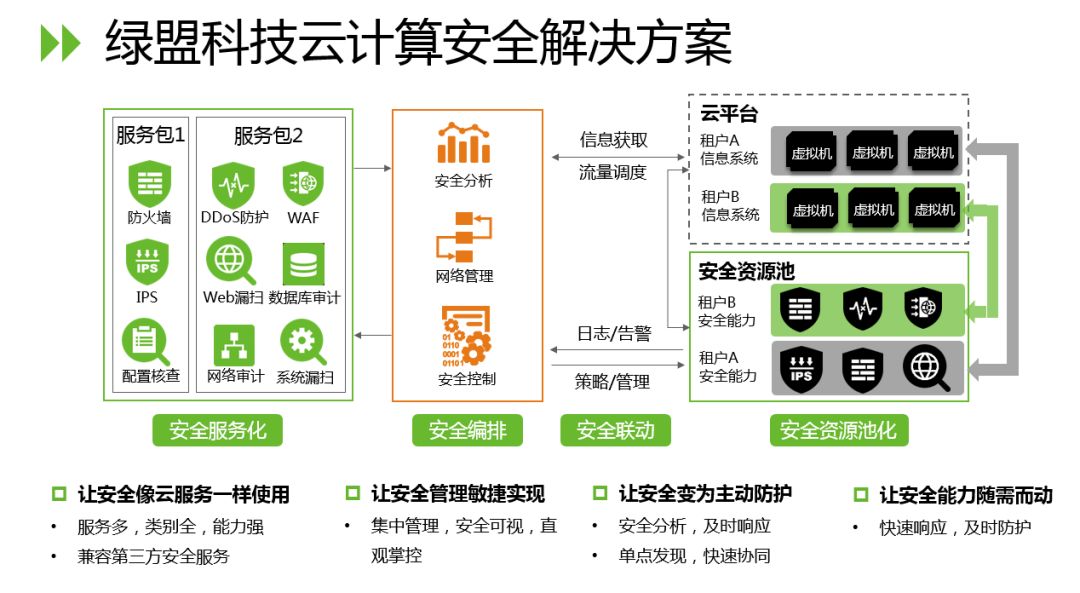 绿盟科技云计算安全解决方案
服务包1
防火墙
IPS
IPS
配置核查
服务包2
DDoS防护
WAF
Web漏扫
数据库审计
网络审计
系统漏扫
安全分析
网络管理
01
0110
0001
0110
安全控制
信息获取
流量调度
日志/告警
策略/管理
云平台
租户A
信息系统
虚拟机
虚拟机
虚拟机
租户B
信息系统
虚拟机
虚拟机
虚拟机
安全资源池
租户B
安全能力
租户A
安全能力
IPS
安全服务化
安全编排
安全联动
安全资源池化
让安全像云服务一样使用
• 服务多，类别全，能力强
• 兼容第三方安全服务
让安全管理敏捷实现
• 集中管理，安全可视，直
观掌控
让安全变为主动防护
• 安全分析，及时响应
• 单点发现，快速协同
让安全能力随需而动
• 快速响应，及时防护